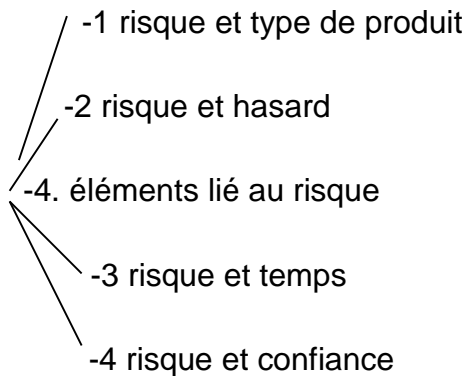 -1 risque et type de produit
-2 risque et hasard
-4. éléments lié au risque
-3 risque et temps
-4 risque et confiance